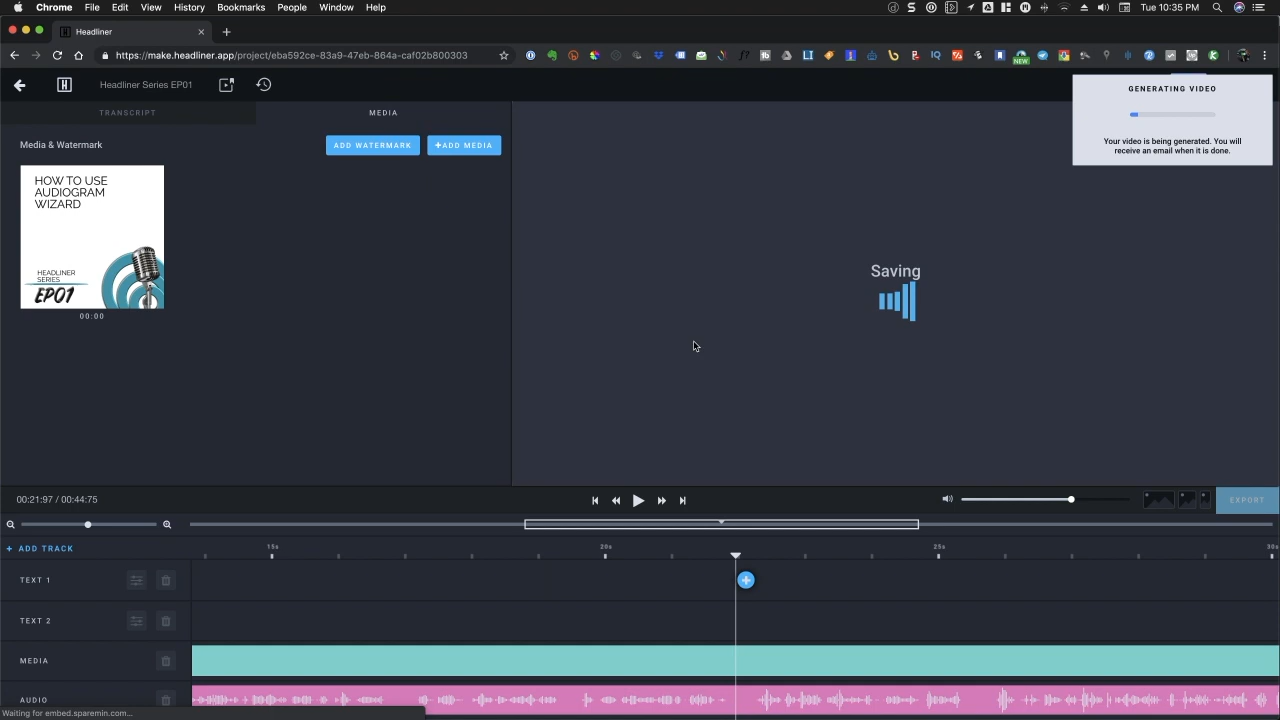 Chrome File Edit View History Bookmarks People Window Help Tue 10:35 PM
Headliner
https://make.headliner.app/project/eba592ce-83a9-47eb-864a-caf02b800303
NEW
Headliner Series EP01
GENERATING VIDEO
Your video is being generated. You will
receive an email when it is done.
TRANSCRIPT MEDIA
Media & Watermark ADD WATERMARK +ADD MEDIA
HOW TO USE
AUDIOGRAM
WIZARD
HEADLINER
SERIES
EP01
00:00
Saving
00:21:97 / 00:44:75
EXPORT
+ ADD TRACK
15s 20s 25s 30s
TEXT 1
TEXT 2
MEDIA
AUDIO
Waiting for embed.sparemin.com...